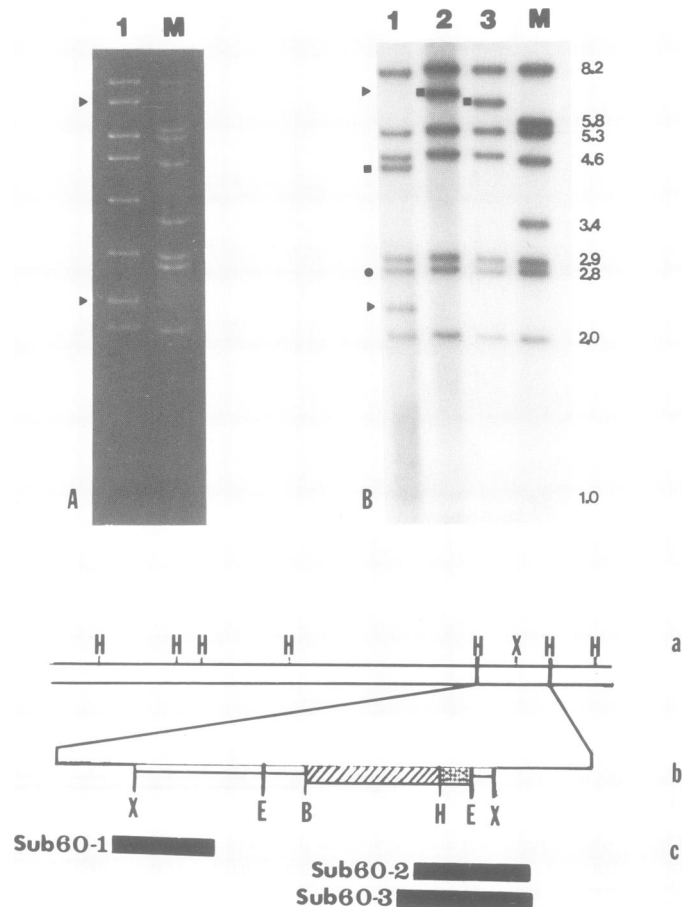 1 M
1 2 3 M
8.2
5.8
5.3
4.6
3.4
2.9
2.8
2.0
A B 1.0
H H H H H X H H a
b
X E B H E X
Sub60-1 c
Sub60-2
Sub60-3